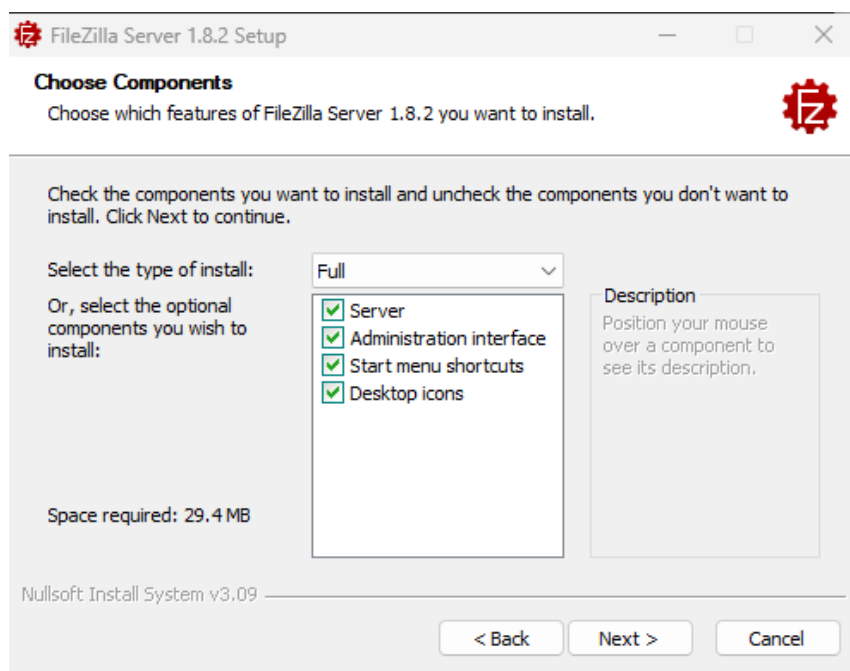 FileZilla Server 1.8.2 Setup
Choose Components
Choose which features of FileZilla Server 1.8.2 you want to install.
Fz
Check the components you want to install and uncheck the components you don't want to
install. Click Next to continue.
Select the type of install:
Full
Or, select the optional
components you wish to
install:
Server
Administration interface
Start menu shortcuts
Desktop icons
Description
Position your mouse
over a component to
see its description.
Space required: 29.4 MB
Nullsoft Install System v3.09
< Back
Next >
Cancel